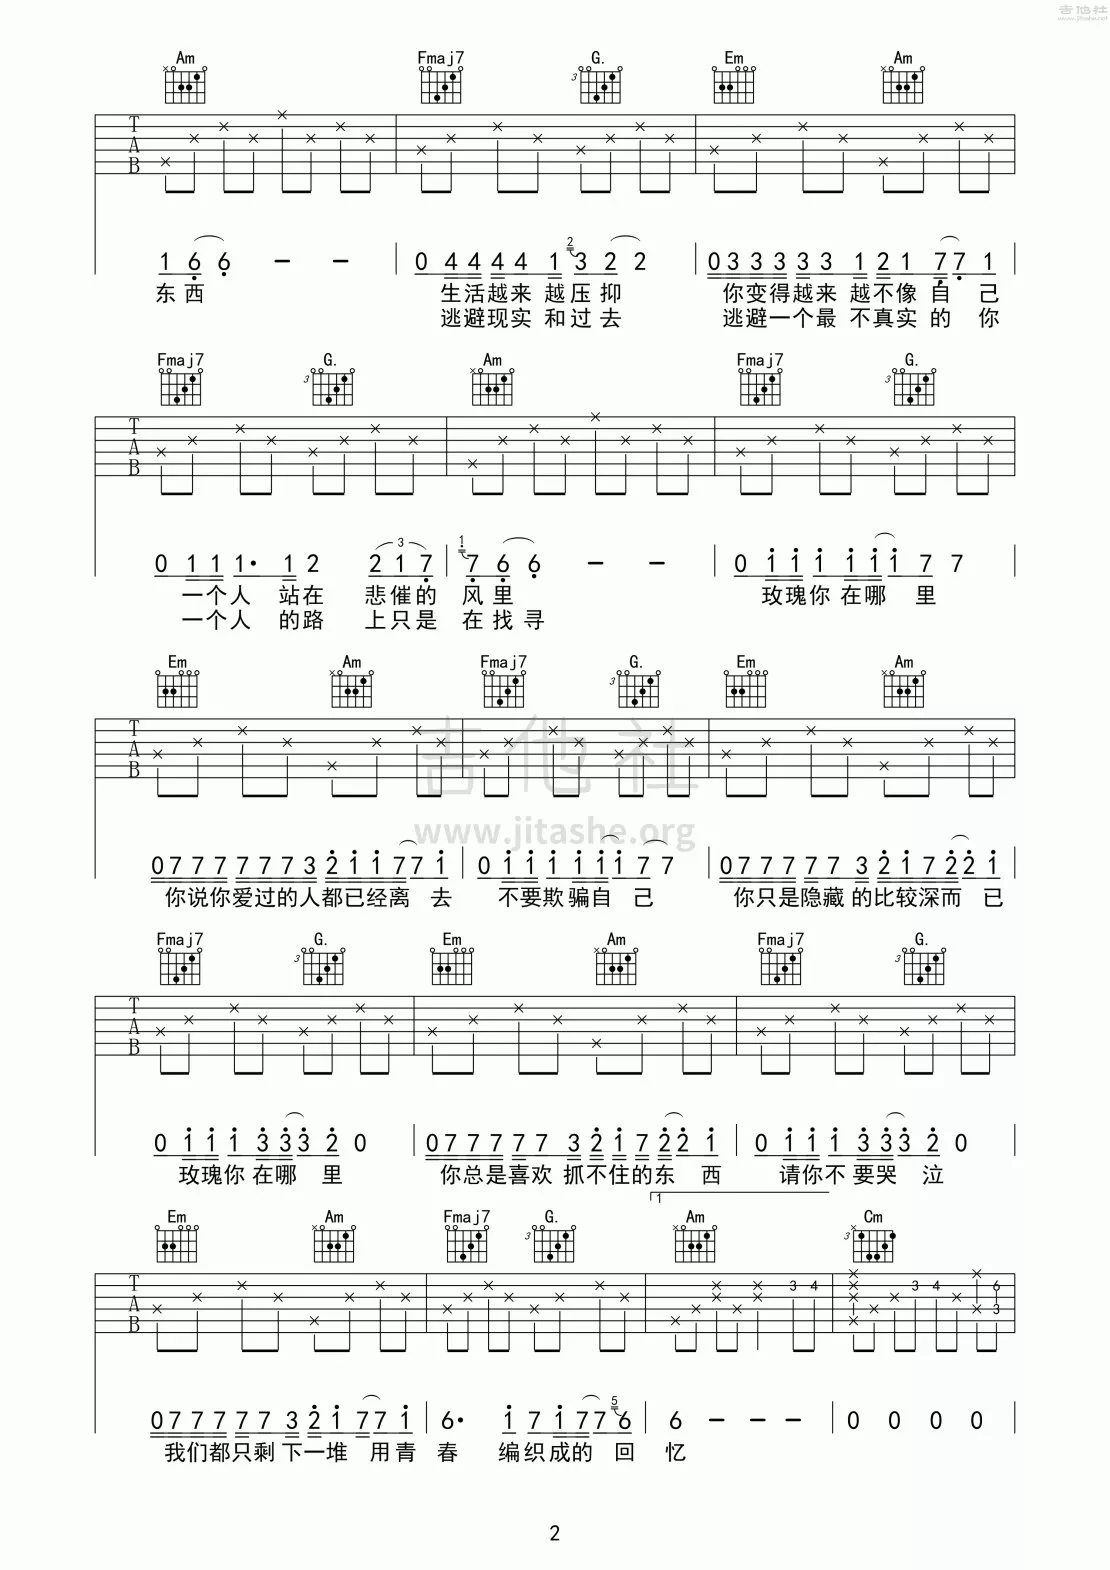 吉他社
www.jitashe.net
Am Fmaj7 G. Em Am
3
T
A
B
1 6 6 - - | 0 4 4 4 4 1 2 3 2 2 | 0 3 3 3 3 3 1 2 1 7 7 1
东西 生活越来越压抑 你变得越来越不像自己
逃避现实和过去 逃避一个最不真实的你
Fmaj7 G. Am Fmaj7 G.
3 3
T
A
B
3
0 1 1 1· 1 2 2 1 7 | 1 7 6 6 - - | 0 1 1 1 1 1 1 7 7
一个人 站在 悲催的 风里 玫瑰你在哪里
一个人 的路 上只是 在找寻
Em Am Fmaj7 G. Em Am
3
T
A
B
吉他社
www.jitashe.org
0 7 7 7 7 7 7 3 2 1 1 7 7 1 | 0 1 1 1 1 1 1 7 7 | 0 7 7 7 7 7 3 2 1 7 2 2 1
你说你爱过的人都已经离去 不要欺骗自己 你只是隐藏的比较深而已
Fmaj7 G. Em Am Fmaj7 G.
3 3
T
A
B
0 1 1 1 3 3 3 2 0 | 0 7 7 7 7 7 3 2 1 7 2 2 1 | 0 1 1 1 3 3 3 2 0
玫瑰你在哪里 你总是喜欢抓不住的东西 请你不要哭泣
1
Em Am Fmaj7 G. Am Cm
3 3
T
A
B
3 4 3 4 6
3
0 7 7 7 7 7 7 3 2 1 7 7 1 | 6· 1 7 1 7 7 5 6 | 6 - - - | 0 0 0 0
我们都只剩下一堆用青春 编织成的回忆
2